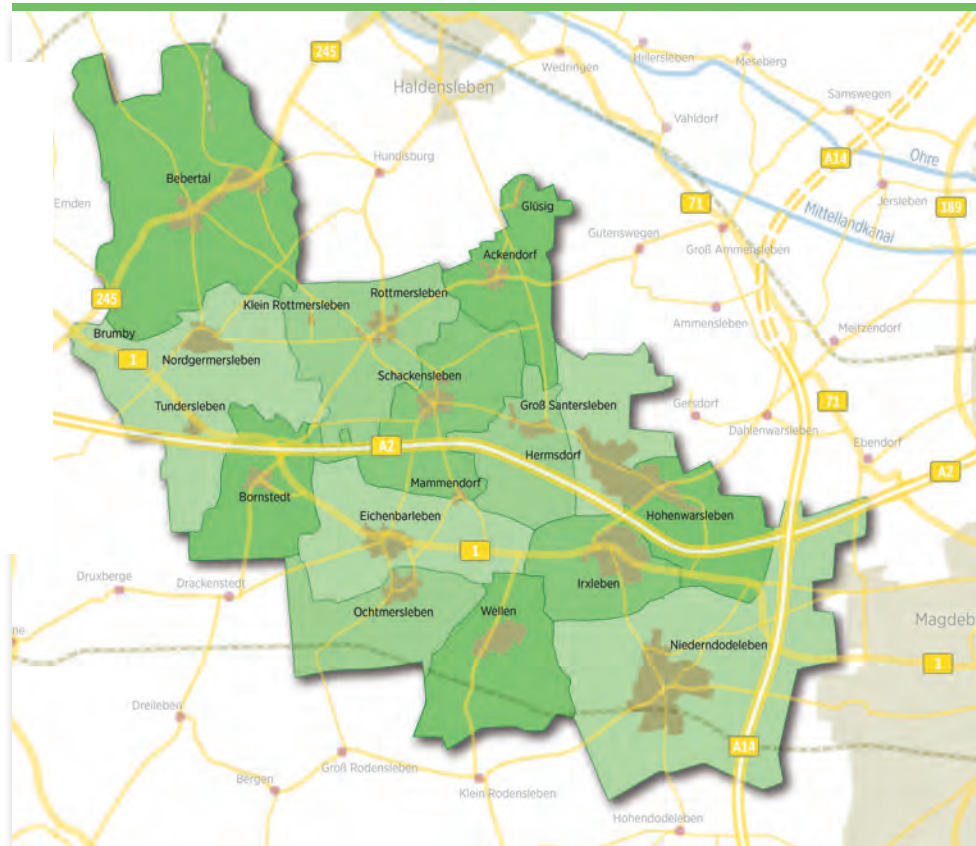 245
Haldensleben
Wedringen
Hillersleben
Meseberg
Samswegen
Vahldorf
A14
Ohre
Hundisburg
Bebertal
Emden
Glüsig
71
Jersleben
189
Mittellandkanal
Gutenswegen
Groß Ammensleben
Ackendorf
245
Klein Rottmersleben
Rottmersleben
Ammensleben
Meitzendorf
Brumby
1
Nordgermersleben
Schackensleben
Tundersleben
Groß Santersleben
Gersdorf
71
Dahlenwarsleben
Ebendorf
A2
Hermsdorf
A2
Mammendorf
Bornstedt
Eichenbarleben
Hohenwarsleben
1
Druxberge
Drackenstedt
Irxleben
Ochtmersleben
Wellen
Magdeb
ne
Niederndodeleben
1
Dreileben
A14
Groß Rodensleben
Bergen
Klein Rodensleben
Hohendodeleben